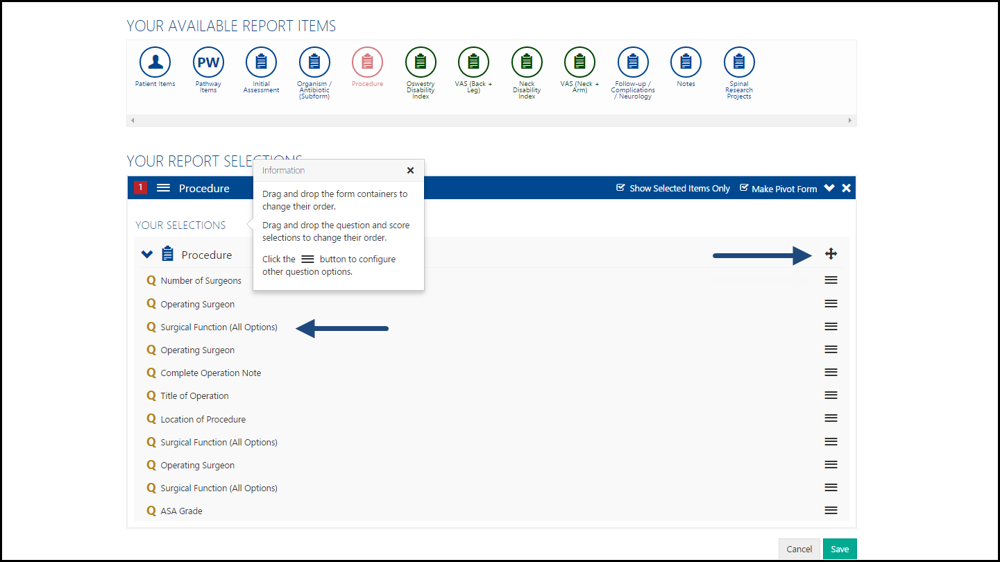 YOUR AVAILABLE REPORT ITEMS
Patient Items
PW
Pathway
Items
Initial
Assessment
Organism /
Antibiotic
(Subform)
Procedure
Oswestry
Disability
Index
VAS (Back +
Leg)
Neck
Disability
Index
VAS (Neck +
Arm)
Follow-up /
Complications
/ Neurology
Notes
Spinal
Research
Projects
YOUR REPORT SELECTIONS
Information
Drag and drop the form containers to
change their order.
Drag and drop the question and score
selections to change their order.
Click the button to configure
other question options.
1 Procedure Show Selected Items Only Make Pivot Form
YOUR SELECTIONS
Procedure
Q Number of Surgeons
Q Operating Surgeon
Q Surgical Function (All Options)
Q Operating Surgeon
Q Complete Operation Note
Q Title of Operation
Q Location of Procedure
Q Surgical Function (All Options)
Q Operating Surgeon
Q Surgical Function (All Options)
Q ASA Grade
Cancel Save